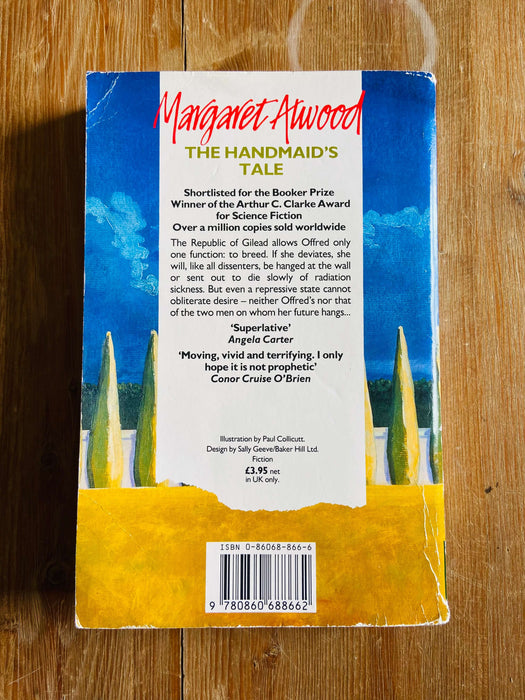 Margaret Atwood
THE HANDMAID'S
TALE
Shortlisted for the Booker Prize
Winner of the Arthur C. Clarke Award
for Science Fiction
Over a million copies sold worldwide
The Republic of Gilead allows Offred only
one function: to breed. If she deviates, she
will, like all dissenters, be hanged at the wall
or sent out to die slowly of radiation
sickness. But even a repressive state cannot
obliterate desire – neither Offred's nor that
of the two men on whom her future hangs...
'Superlative'
Angela Carter
'Moving, vivid and terrifying. I only
hope it is not prophetic'
Conor Cruise O'Brien
Illustration by Paul Collicutt.
Design by Sally Geeve/Baker Hill Ltd.
Fiction
£3.95 net
in UK only.
ISBN 0-86068-866-6
9 780860 688662